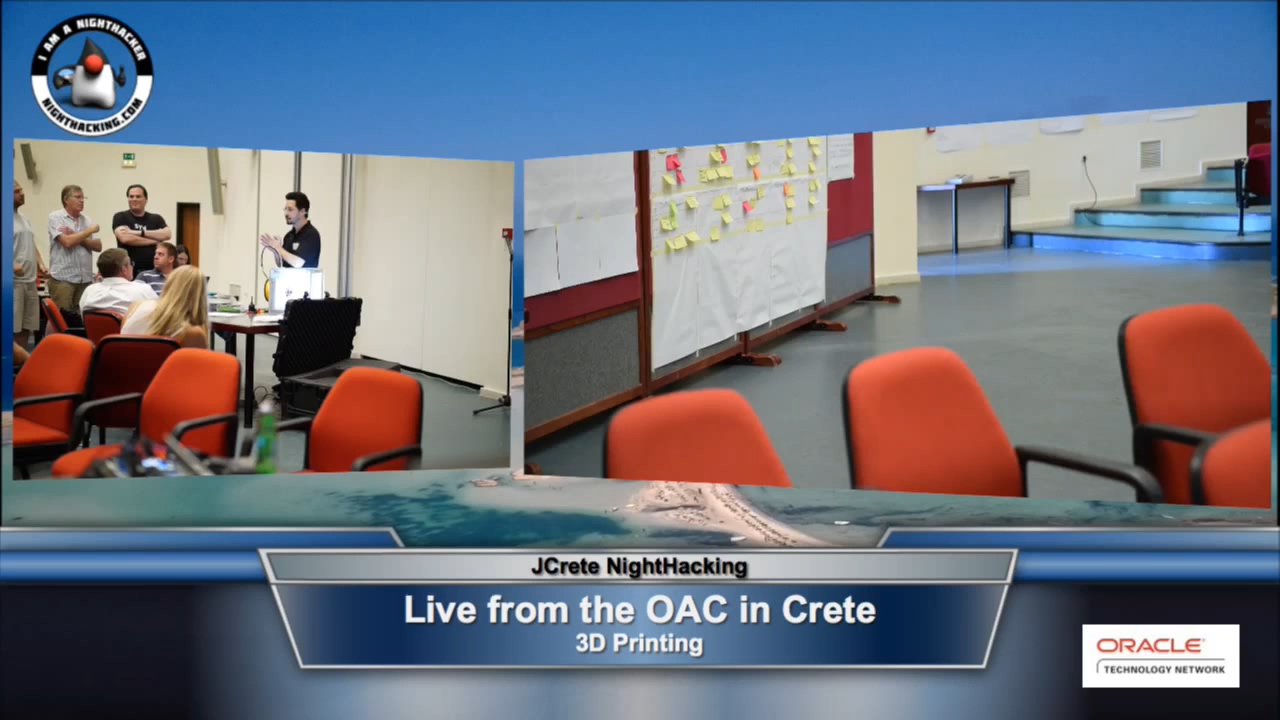 I AM A NIGHTHACKER
NIGHTHACKING.COM
JCrete NightHacking
Live from the OAC in Crete
3D Printing
ORACLE
TECHNOLOGY NETWORK